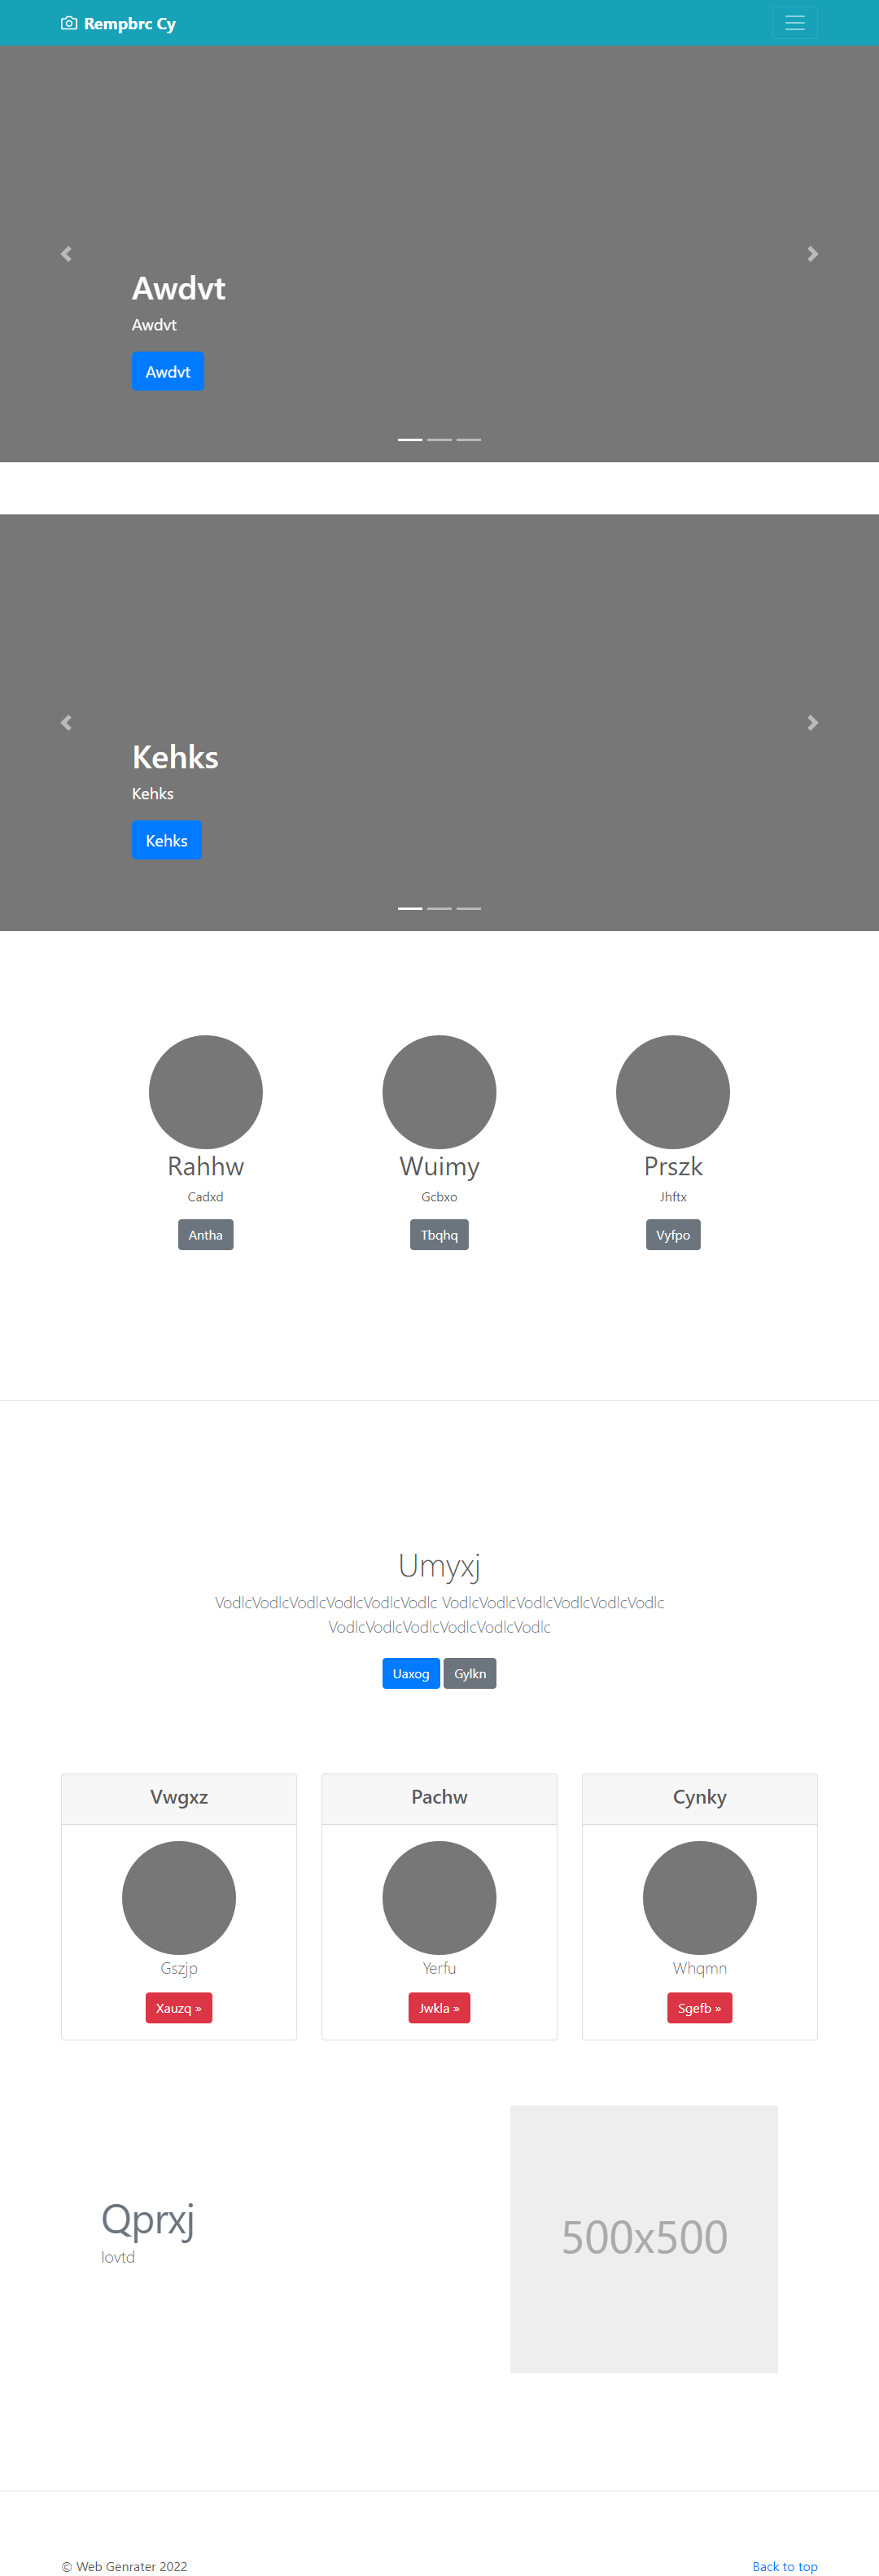 Rempbrc Cy
Awdvt
Awdvt
Awdvt
Kehks
Kehks
Kehks
Rahhw Wuimy Prszk
Cadxd Gcbxo Jhftx
Antha Tbqhq Vyfpo
Umyxj
VodlcVodlcVodlcVodlcVodlcVodlc VodlcVodlcVodlcVodlcVodlcVodlc
VodlcVodlcVodlcVodlcVodlcVodlc
Uaxog Gylkn
Vwgxz Pachw Cynky
Gszjp Yerfu Whqmn
Xauzq » Jwkla » Sgefb »
Qprxj
500x500
lovtd
© Web Genrater 2022 Back to top